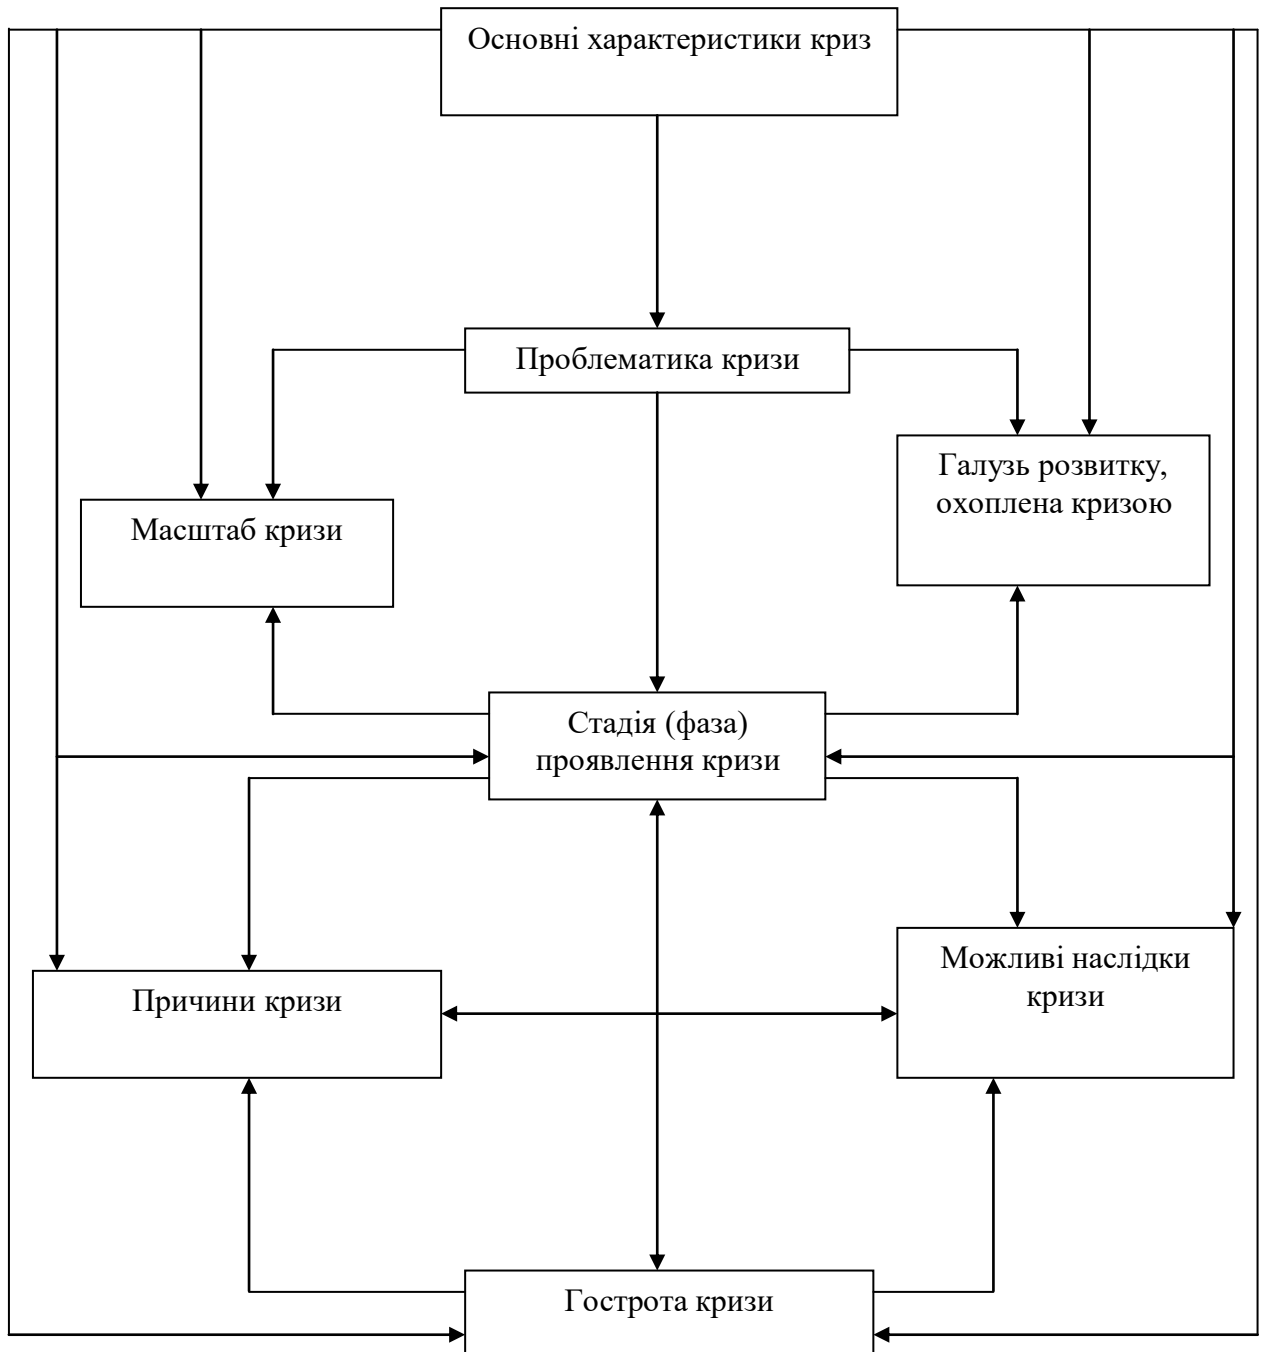 Основні характеристики криз
Проблематика кризи
Галузь розвитку,
охоплена кризою
Масштаб кризи
Стадія (фаза)
проявлення кризи
Можливі наслідки
кризи
Причини кризи
Гострота кризи